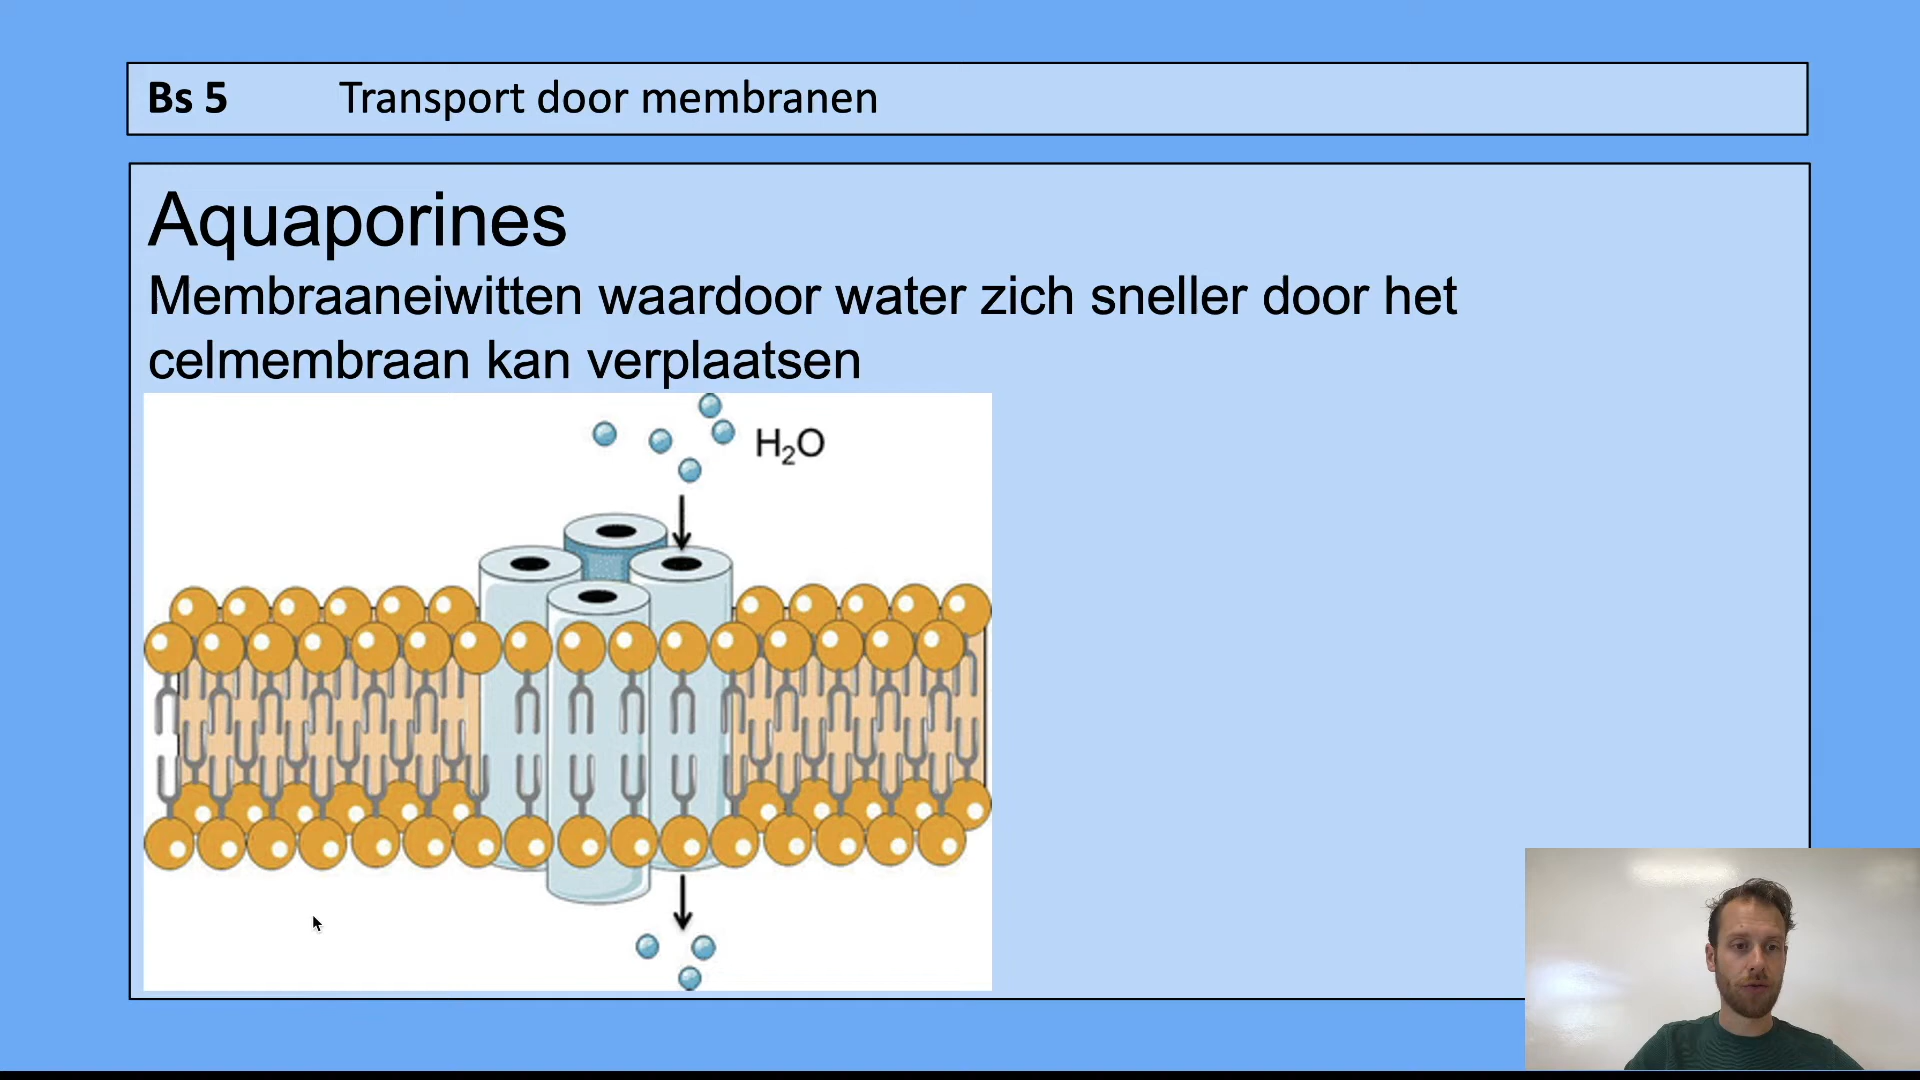 Bs 5 Transport door membranen
Aquaporines
Membraaneiwitten waardoor water zich sneller door het
celmembraan kan verplaatsen
H₂O